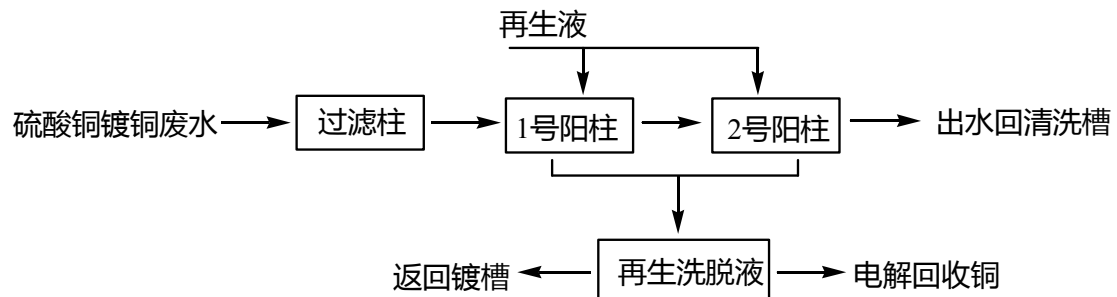 再生液
硫酸铜镀铜废水
过滤柱
1号阳柱
2号阳柱
出水回清洗槽
返回镀槽
再生洗脱液
电解回收铜